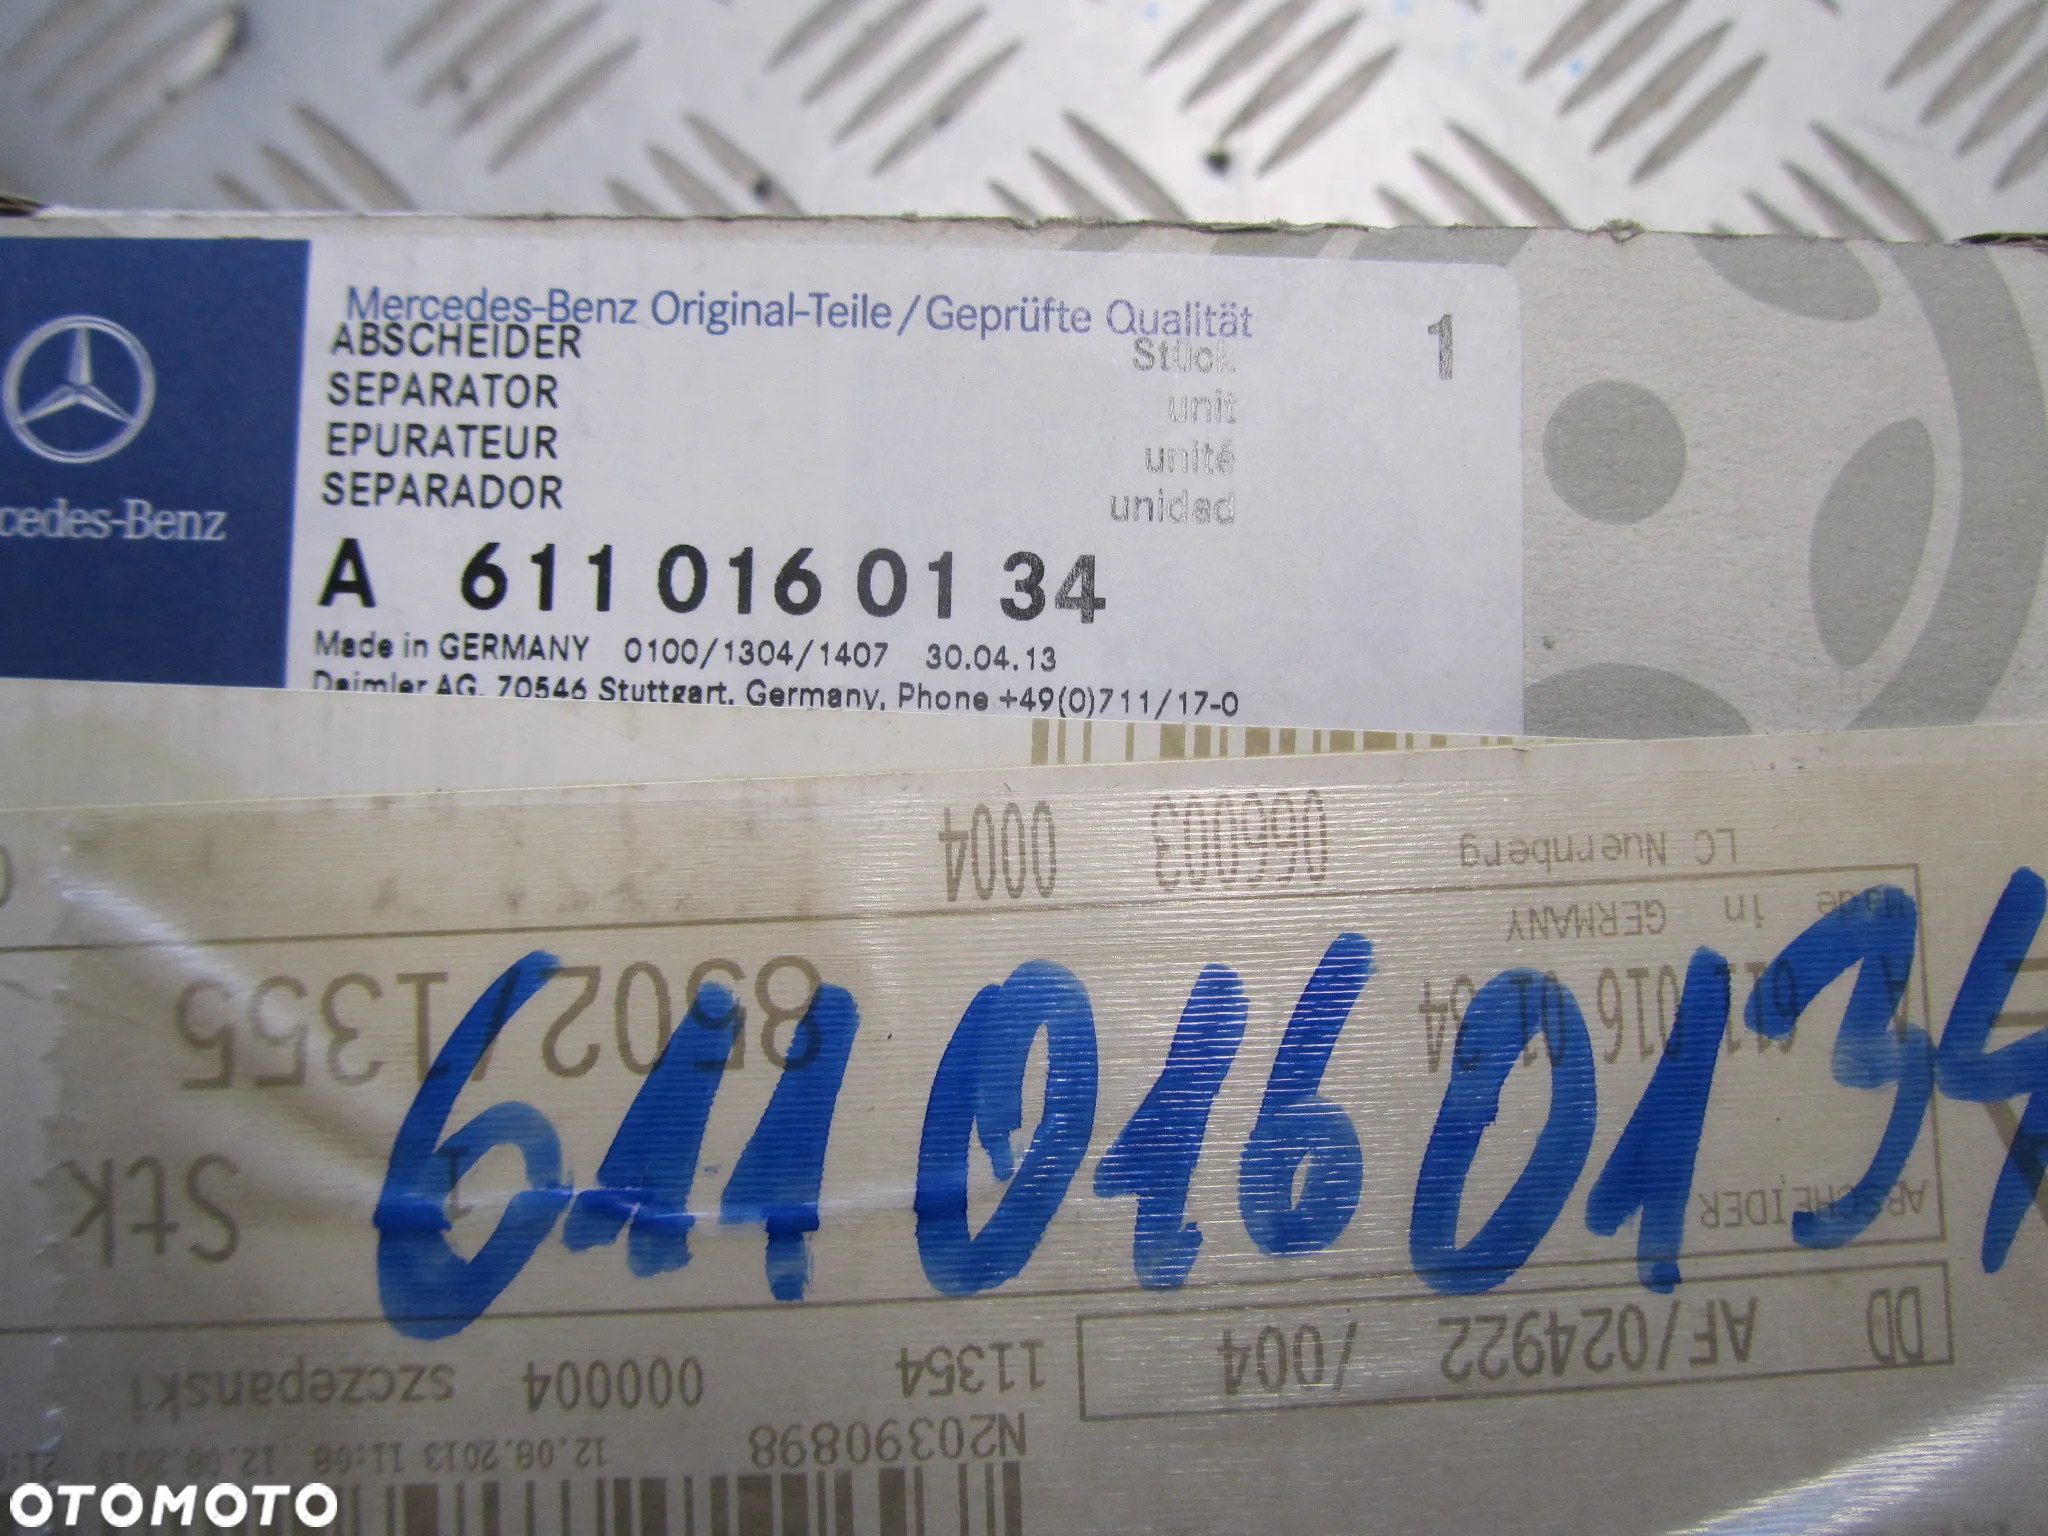 Mercedes-Benz Original-Teile / Geprüfte Qualität
ABSCHEIDER Stück 1
SEPARATOR unit
EPURATEUR unité
SEPARADOR unidad
cedes-Benz
A 611 016 01 34
Made in GERMANY 0100/1304/1407 30.04.13
Daimler AG, 70546 Stuttgart, Germany, Phone +49(0)711/17-0
0004 066003 LC Nuernberg
Made in GERMANY
8502/1355 A 611 016 01 34
611 016 01 34
Stk 1 ABSCHEIDER
DD AF/024922 /004
szczepanski 000004 11354
N20390898
12.08.2013 11:08 12.08.2013
OTOMOTO